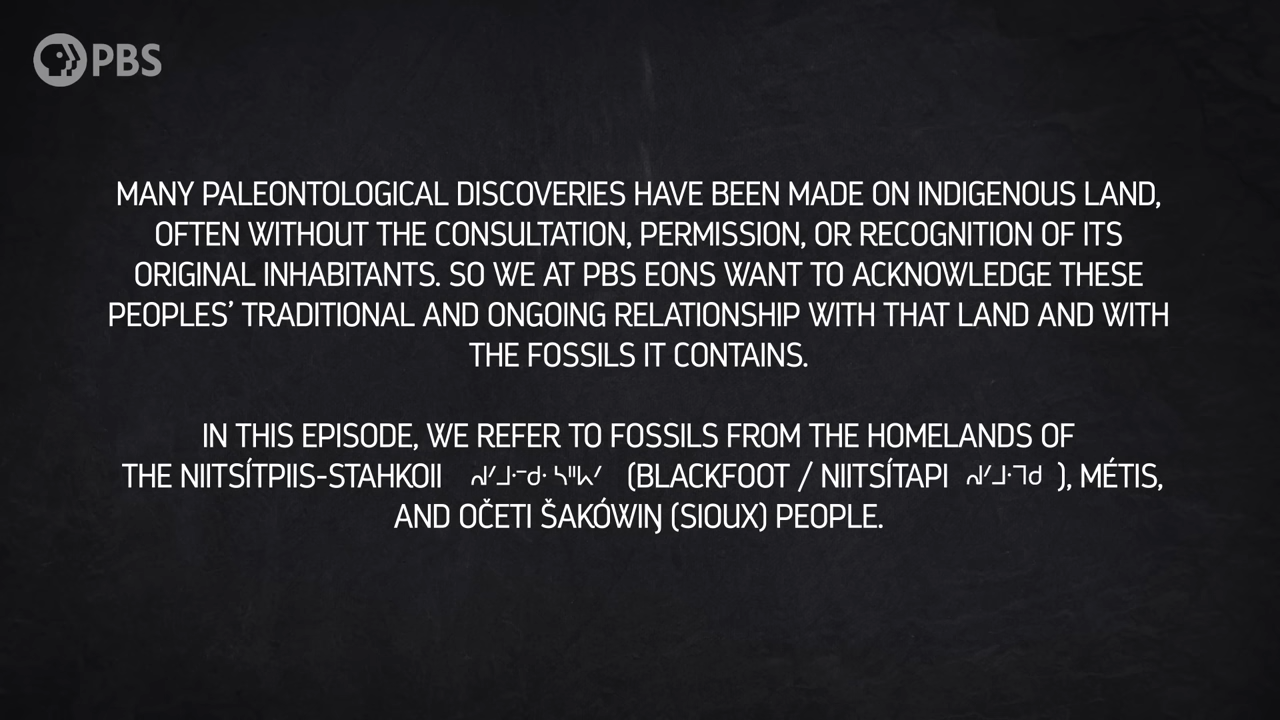 PBS
MANY PALEONTOLOGICAL DISCOVERIES HAVE BEEN MADE ON INDIGENOUS LAND,
OFTEN WITHOUT THE CONSULTATION, PERMISSION, OR RECOGNITION OF ITS
ORIGINAL INHABITANTS. SO WE AT PBS EONS WANT TO ACKNOWLEDGE THESE
PEOPLES’ TRADITIONAL AND ONGOING RELATIONSHIP WITH THAT LAND AND WITH
THE FOSSILS IT CONTAINS.
IN THIS EPISODE, WE REFER TO FOSSILS FROM THE HOMELANDS OF
THE NIITSÍTPIIS-STAHKOII (BLACKFOOT / NIITSÍTAPI ), MÉTIS,
AND OČETI ŠAKÓWIŊ (SIOUX) PEOPLE.